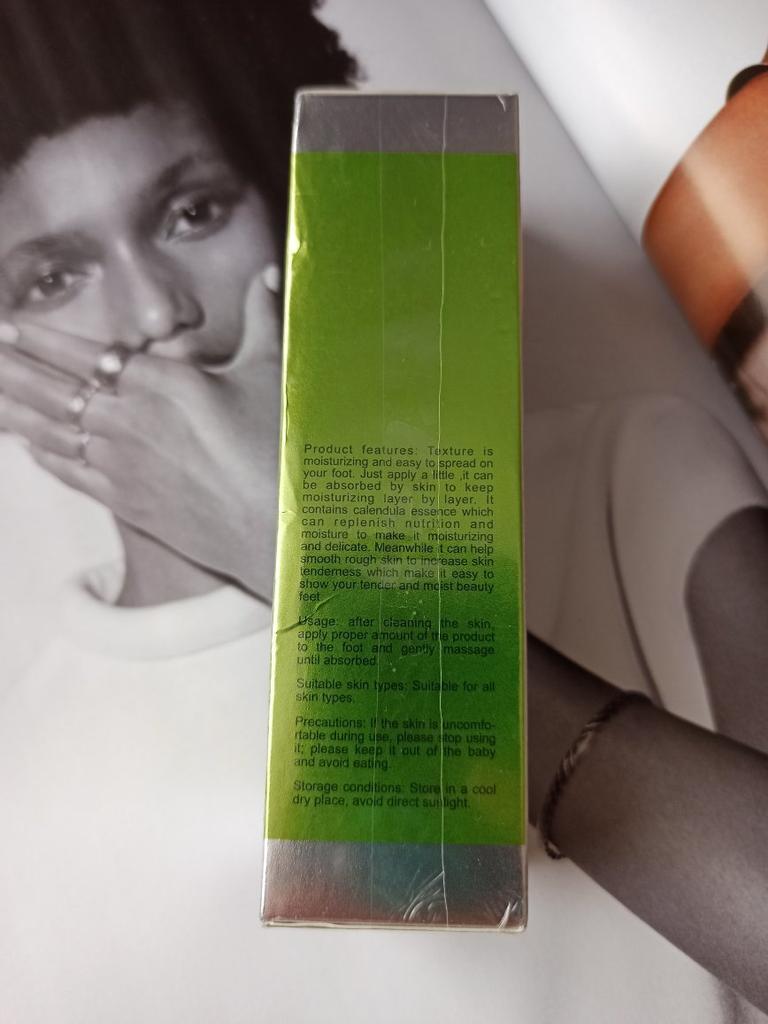 Product features: Texture is
moisturizing and easy to spread on
your foot. Just apply a little ,it can
be absorbed by skin to keep
moisturizing layer by layer. It
contains calendula essence which
can replenish nutrition and
moisture to make it moisturizing
and delicate. Meanwhile it can help
smooth rough skin to increase skin
tenderness which make it easy to
show your tender and moist beauty
feet
Usage: after cleaning the skin,
apply proper amount of the product
to the foot and gently massage
until absorbed.
Suitable skin types: Suitable for all
skin types.
Precautions: If the skin is uncomfo-
rtable during use, please stop using
it; please keep it out of the baby
and avoid eating.
Storage conditions: Store in a cool
dry place, avoid direct sunlight.